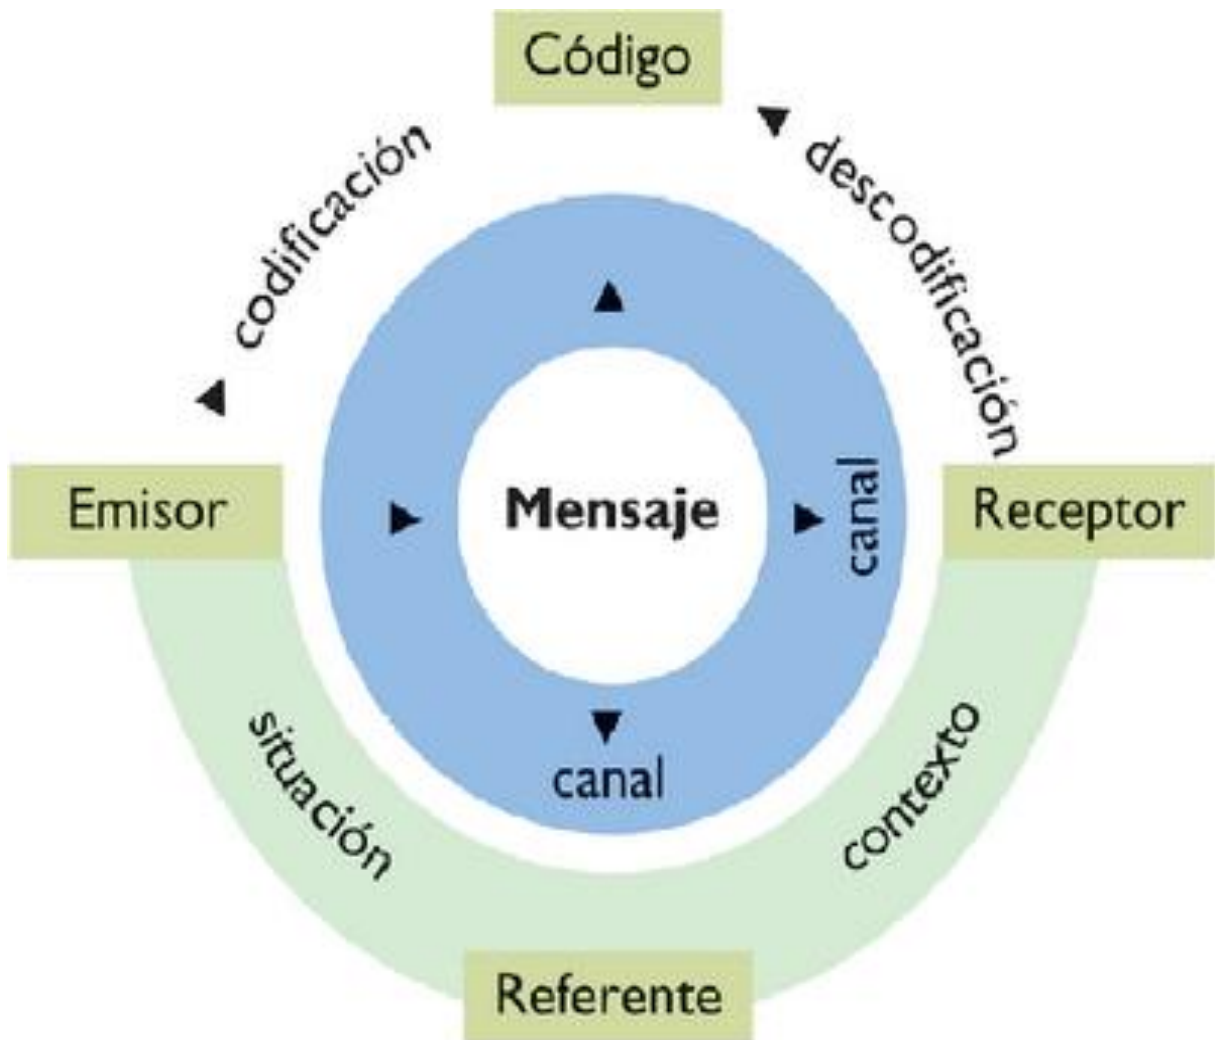 Código
codificación
descodificación
Emisor
Mensaje
canal
Receptor
canal
situación
contexto
Referente